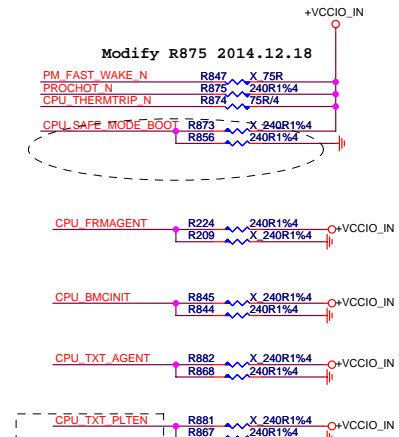 +VCCIO_IN
Modify R875 2014.12.18
PM_FAST_WAKE_N R847 X_75R
PROCHOT_N R875 240R1%4
CPU_THERMTRIP_N R874 75R/4
CPU_SAFE_MODE_BOOT R873 X_240R1%4
R856 240R1%4
CPU_FRMAGENT R224 240R1%4 +VCCIO_IN
R209 X_240R1%4
CPU_BMCINIT R845 X_240R1%4 +VCCIO_IN
R844 240R1%4
CPU_TXT_AGENT R882 X_240R1%4 +VCCIO_IN
R868 240R1%4
CPU_TXT_PLTEN R881 X_240R1%4 +VCCIO_IN
R867 240R1%4